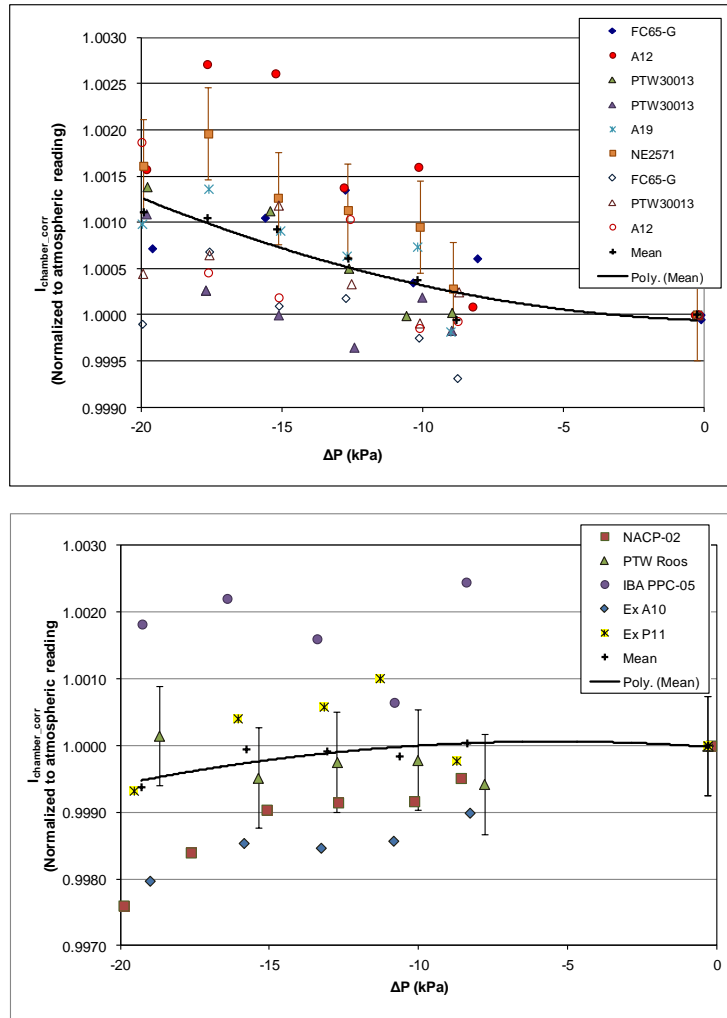 1.0030
1.0025
1.0020
1.0015
1.0010
1.0005
1.0000
0.9995
0.9990
-20
-15
-10
-5
0
ΔP (kPa)
I chamber_corr
(Normalized to atmospheric reading)
FC65-G
A12
PTW30013
PTW30013
A19
NE2571
FC65-G
PTW30013
A12
Mean
Poly. (Mean)
1.0030
1.0020
1.0010
1.0000
0.9990
0.9980
0.9970
-20
-15
-10
-5
0
ΔP (kPa)
I chamber_corr
(Normalized to atmospheric reading
NACP-02
PTW Roos
IBA PPC-05
Ex A10
Ex P11
Mean
Poly. (Mean)